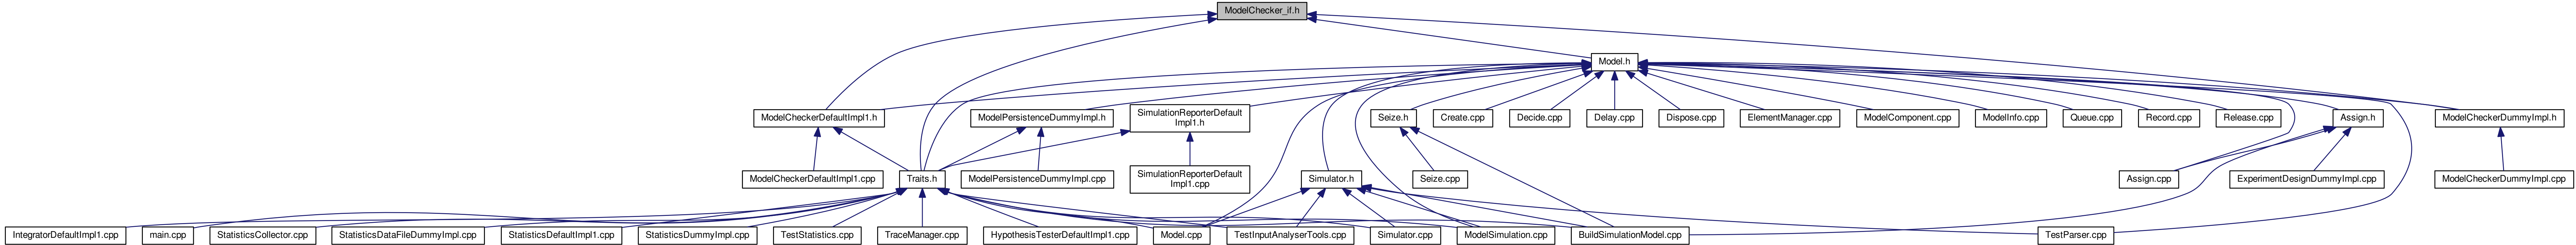 ModelChecker_if.h
Model.h
ModelCheckerDefaultImpl1.h
ModelPersistenceDummyImpl.h
SimulationReporterDefault
Impl1.h
Seize.h
Create.cpp
Decide.cpp
Delay.cpp
Dispose.cpp
ElementManager.cpp
ModelComponent.cpp
ModelInfo.cpp
Queue.cpp
Record.cpp
Release.cpp
Assign.h
ModelCheckerDummyImpl.h
ModelCheckerDefaultImpl1.cpp
Traits.h
ModelPersistenceDummyImpl.cpp
SimulationReporterDefault
Impl1.cpp
Simulator.h
Seize.cpp
Assign.cpp
ExperimentDesignDummyImpl.cpp
ModelCheckerDummyImpl.cpp
IntegratorDefaultImpl1.cpp
main.cpp
StatisticsCollector.cpp
StatisticsDataFileDummyImpl.cpp
StatisticsDefaultImpl1.cpp
StatisticsDummyImpl.cpp
TestStatistics.cpp
TraceManager.cpp
HypothesisTesterDefaultImpl1.cpp
Model.cpp
TestInputAnalyserTools.cpp
Simulator.cpp
ModelSimulation.cpp
BuildSimulationModel.cpp
TestParser.cpp